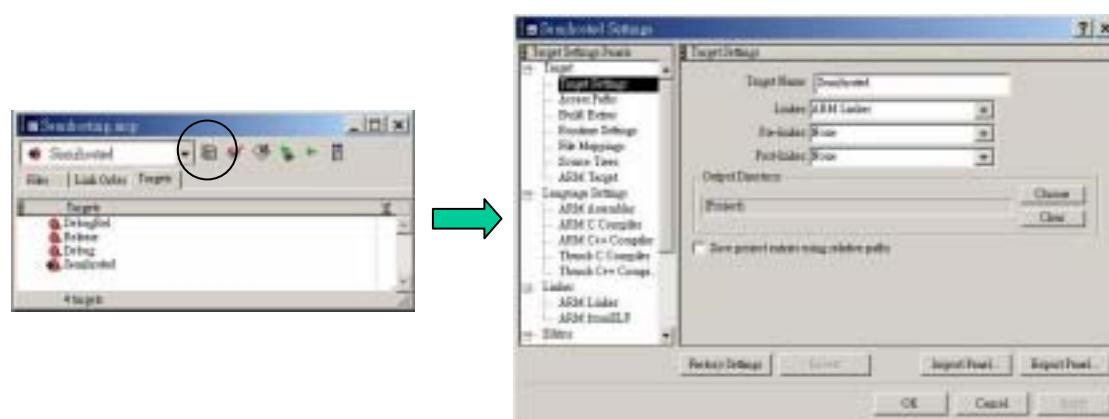 Semihosting.mcp
Semihosted
Files Link Order Targets
Targets
DebugRel
Release
Debug
Semihosted
4 targets
Semihosted Settings
Target Settings Panels
Target
Target Settings
Access Paths
Build Extras
Runtime Settings
File Mappings
Source Trees
ARM Target
Language Settings
ARM Assembler
ARM C Compiler
ARM C++ Compiler
Thumb C Compiler
Thumb C++ Compi...
Linker
ARM Linker
ARM fromELF
Editor
Target Settings
Target Name: Semihosted
Linker: ARM Linker
Pre-linker: None
Post-linker: None
Output Directory:
{Project}
Choose
Clear
Save project entries using relative paths
Factory Settings
Import Panel...
Export Panel...
OK
Cancel